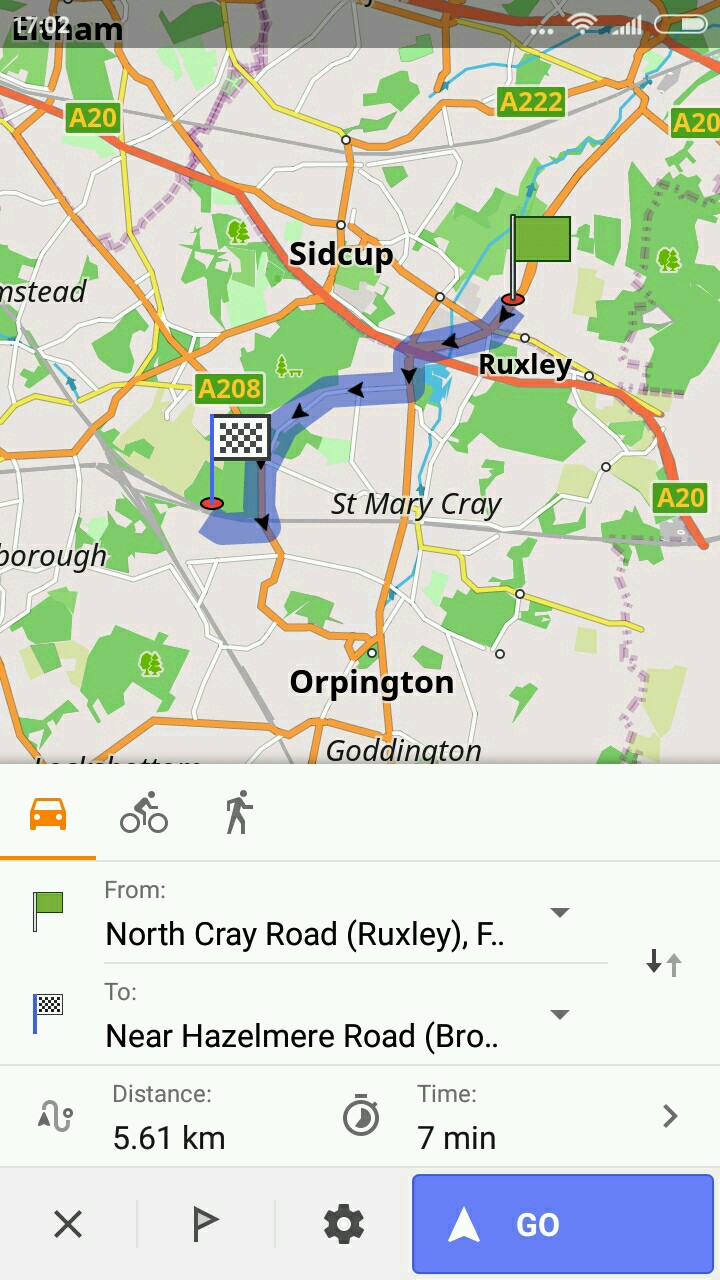 17:02
Eltham
A20
A222
A20
Sidcup
mstead
Ruxley
A208
A20
St Mary Cray
borough
Orpington
Goddington
From:
North Cray Road (Ruxley), F..
To:
Near Hazelmere Road (Bro..
Distance:
5.61 km
Time:
7 min
GO